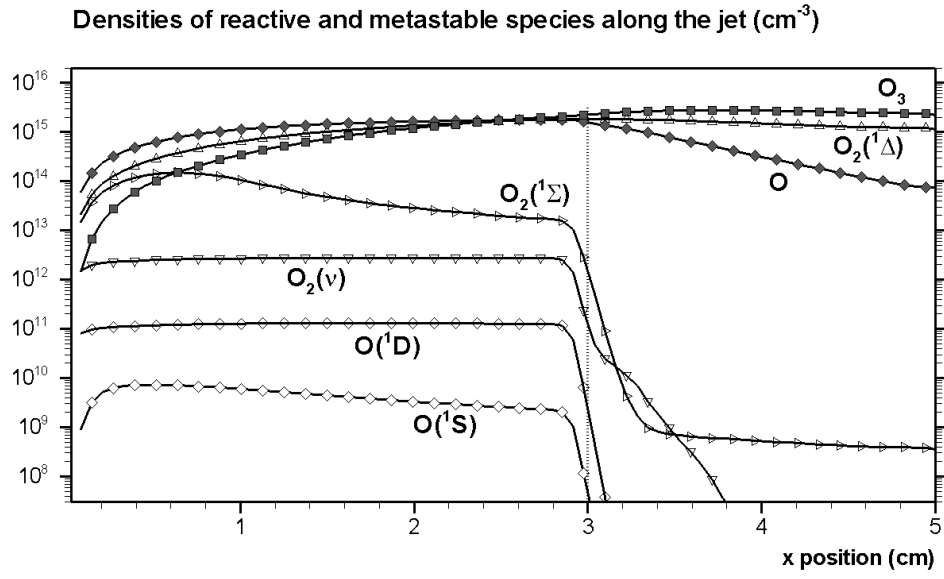 Densities of reactive and metastable species along the jet (cm⁻³)
10¹⁶
10¹⁵
10¹⁴
10¹³
10¹²
10¹¹
10¹⁰
10⁹
10⁸
O₃
O₂(¹Δ)
O
O₂(¹Σ)
O₂(ν)
O(¹D)
O(¹S)
1 2 3 4 5
x position (cm)